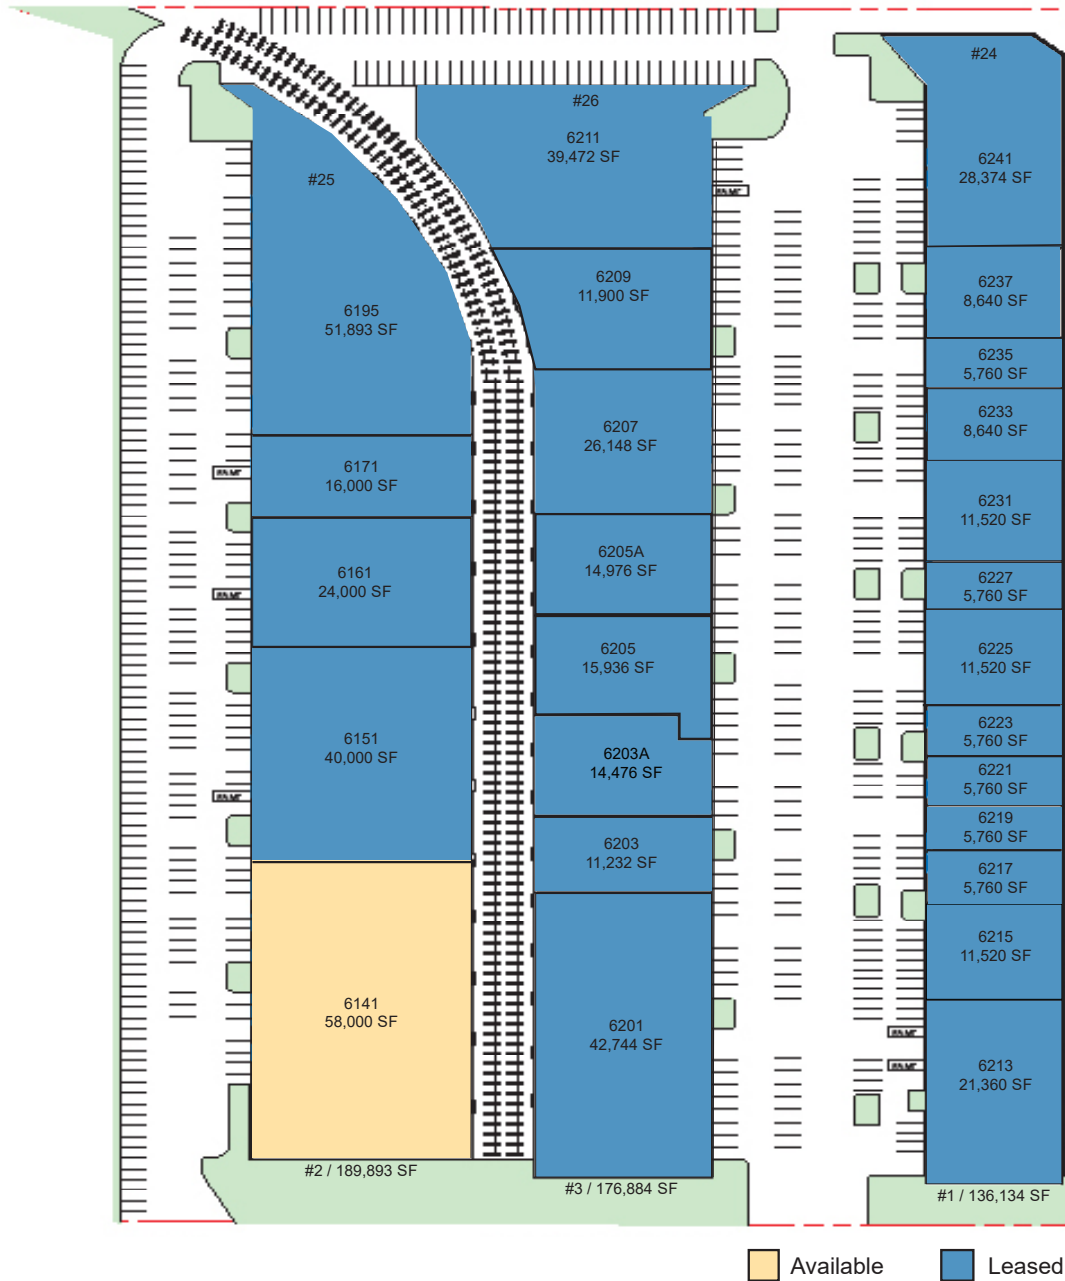 #24
#26
6211
39,472 SF
6241
28,374 SF
#25
6209
11,900 SF
6237
8,640 SF
6195
51,893 SF
6235
5,760 SF
6233
8,640 SF
6207
26,148 SF
6171
16,000 SF
6231
11,520 SF
6205A
14,976 SF
6161
24,000 SF
6227
5,760 SF
6225
11,520 SF
6205
15,936 SF
6223
5,760 SF
6151
40,000 SF
6203A
14,476 SF
6221
5,760 SF
6219
5,760 SF
6203
11,232 SF
6217
5,760 SF
6215
11,520 SF
6141
58,000 SF
6201
42,744 SF
6213
21,360 SF
#2 / 189,893 SF
#3 / 176,884 SF
#1 / 136,134 SF
Available
Leased